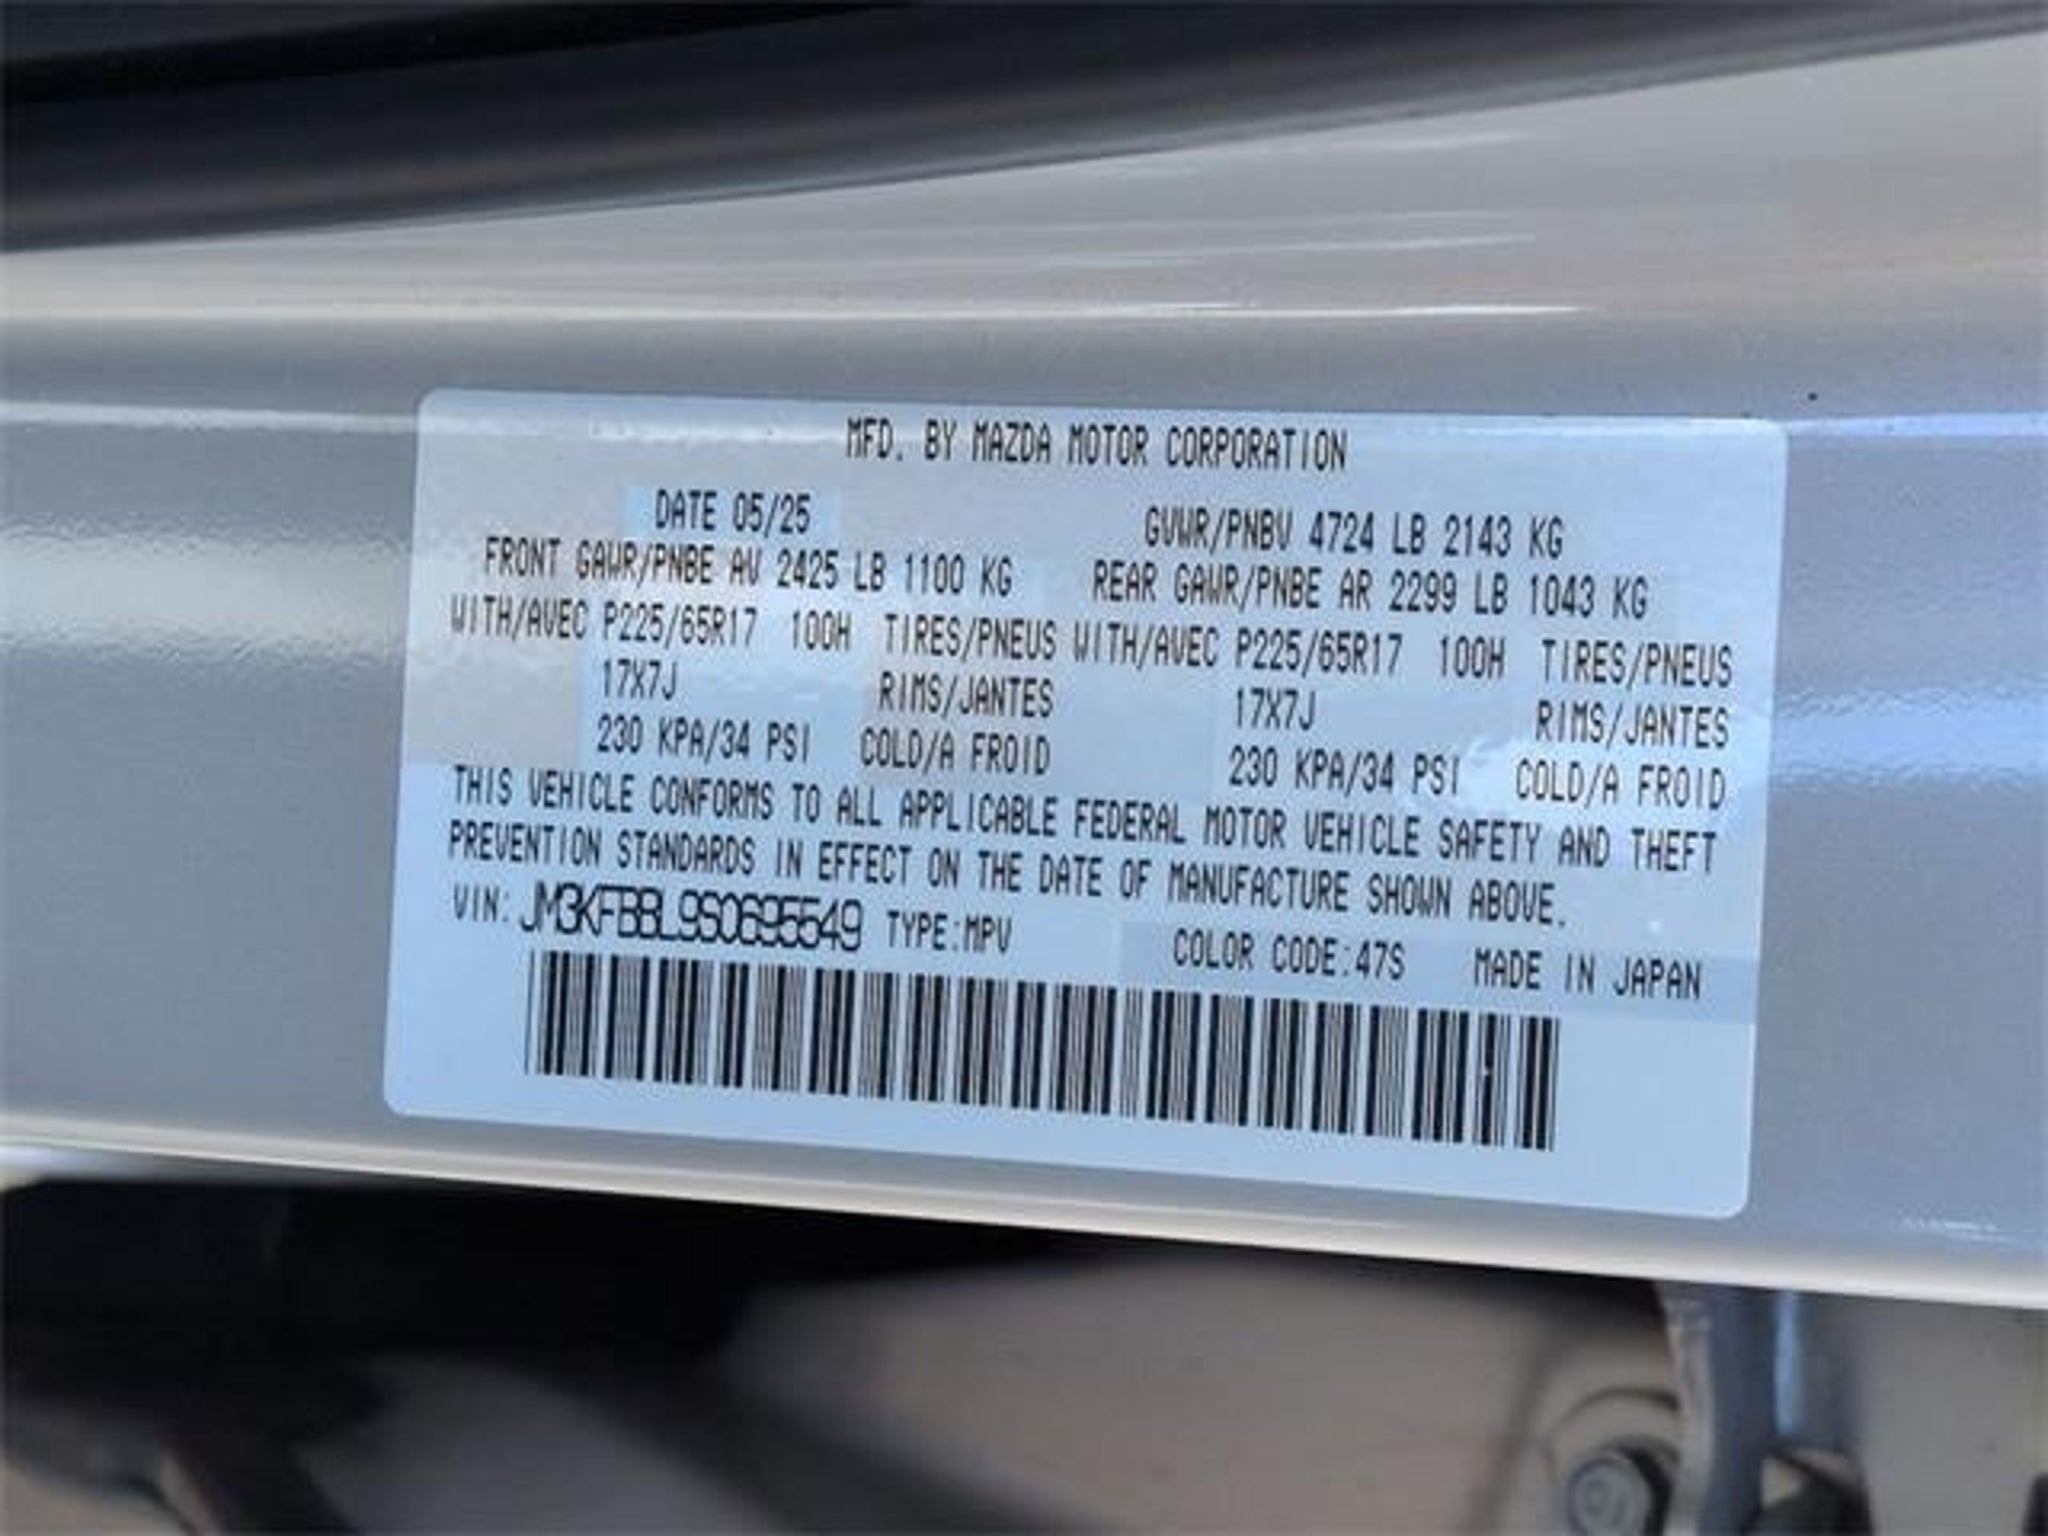 MFD. BY MAZDA MOTOR CORPORATION
DATE 05/25 GVWR/PNBV 4724 LB 2143 KG
FRONT GAWR/PNBE AV 2425 LB 1100 KG REAR GAWR/PNBE AR 2299 LB 1043 KG
WITH/AVEC P225/65R17 100H TIRES/PNEUS WITH/AVEC P225/65R17 100H TIRES/PNEUS
17X7J RIMS/JANTES 17X7J RIMS/JANTES
230 KPA/34 PSI COLD/A FROID 230 KPA/34 PSI COLD/A FROID
THIS VEHICLE CONFORMS TO ALL APPLICABLE FEDERAL MOTOR VEHICLE SAFETY AND THEFT
PREVENTION STANDARDS IN EFFECT ON THE DATE OF MANUFACTURE SHOWN ABOVE.
VIN: JM3KFBBL9S0695549 TYPE:MPV COLOR CODE:47S MADE IN JAPAN